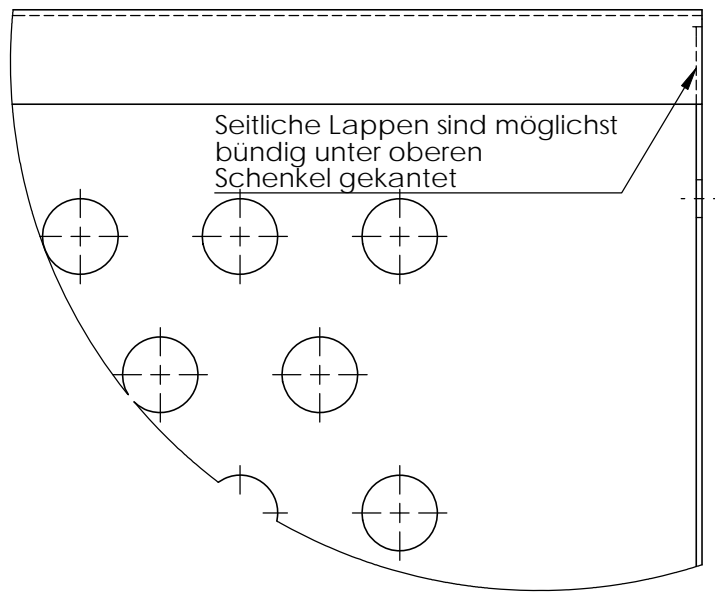 Seitliche Lappen sind möglichst
bündig unter oberen
Schenkel gekantet